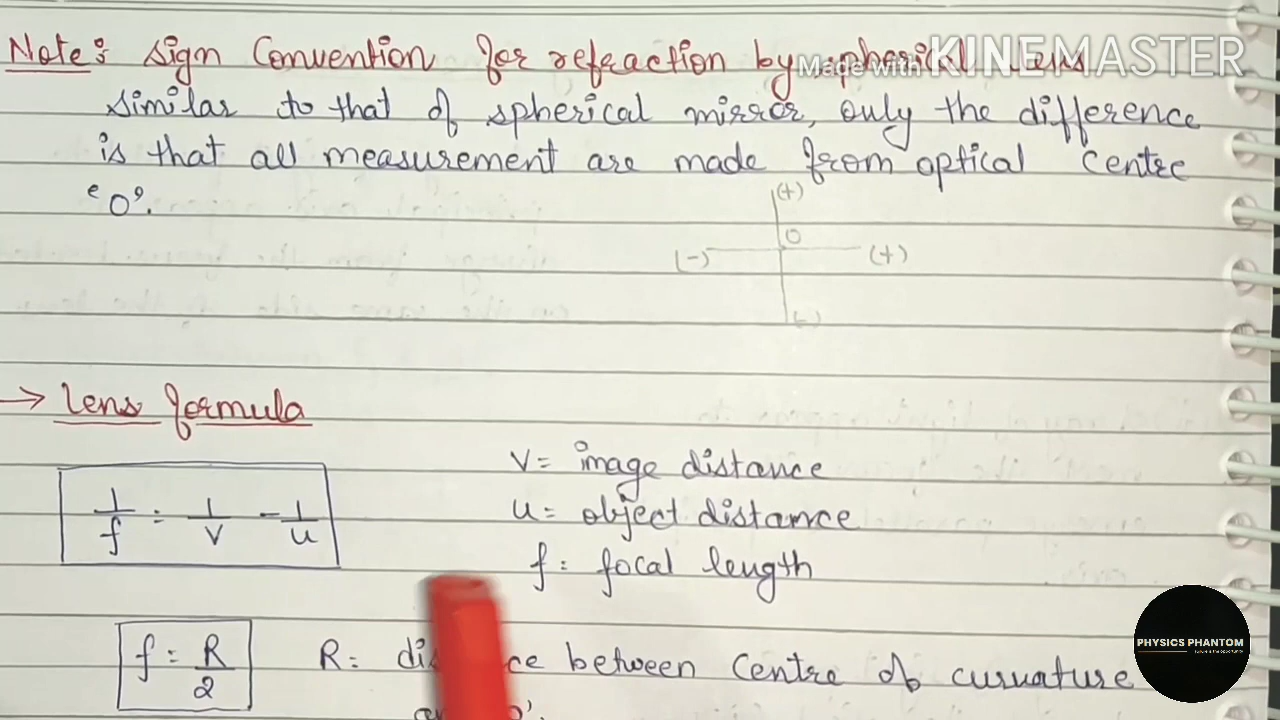 Note: Sign Convention for refraction by spherical lens
Made with KINEMASTER
Similar to that of spherical mirror, only the difference
is that all measurement are made from optical Centre
'O'.
(+)
O
(-) (+)
(-)
→ Lens formula
1/f = 1/v - 1/u
V = image distance
u = object distance
f = focal length
f = R/2 R = between Centre of curvature
PHYSICS PHANTOM